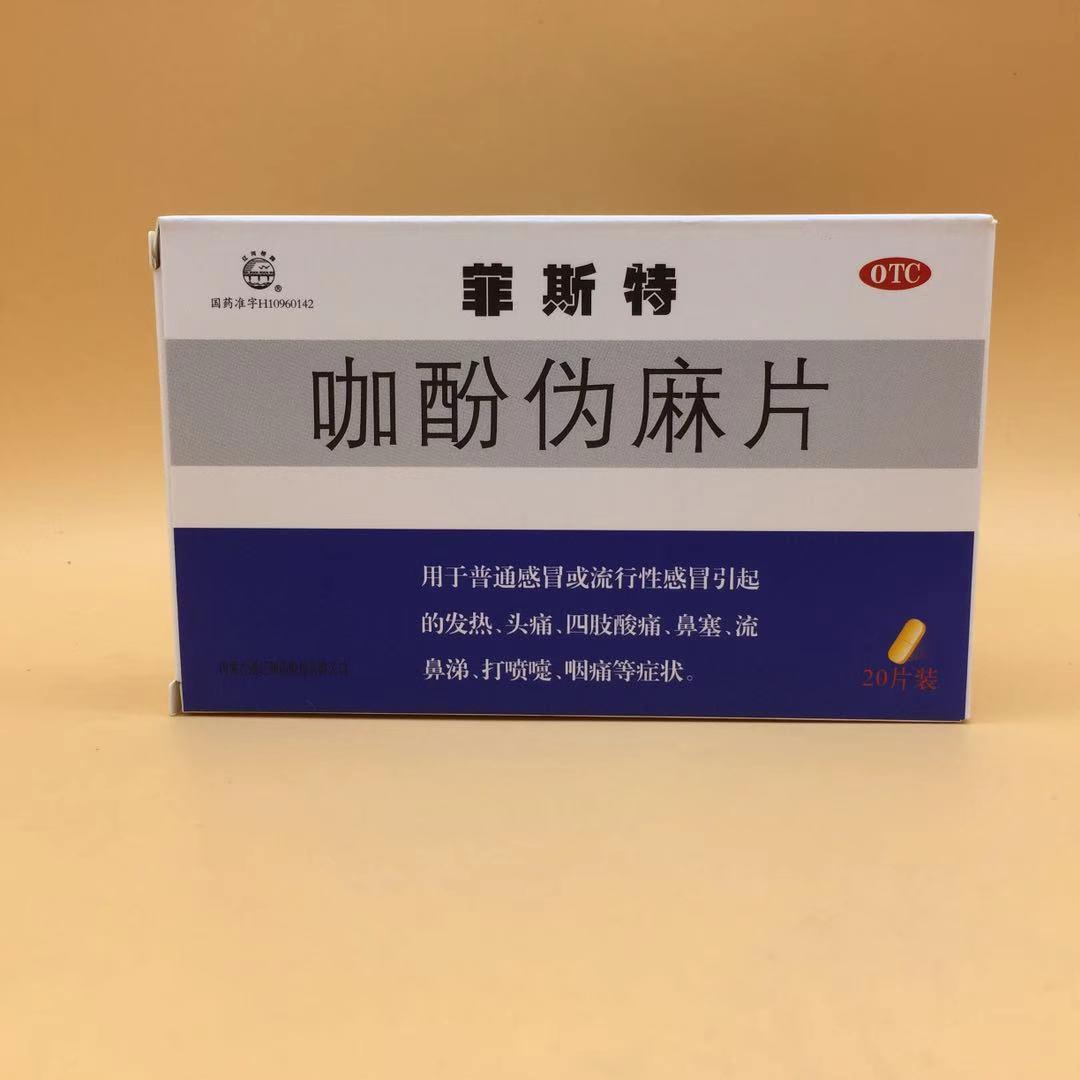 国药准字H10960142
菲斯特
OTC
咖酚伪麻片
用于普通感冒或流行性感冒引起
的发热、头痛、四肢酸痛、鼻塞、流
鼻涕、打喷嚏、咽痛等症状。
20片装